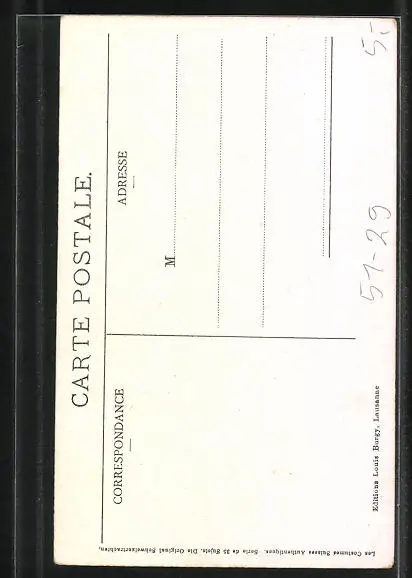 CARTE POSTALE.
CORRESPONDANCE
ADRESSE
M
Les Costumes Suisses Authentiques. Serie de 35 Sujets. Die Original Schweizertrachten.
Editions Louis Burgy, Lausanne
51-29
5,-